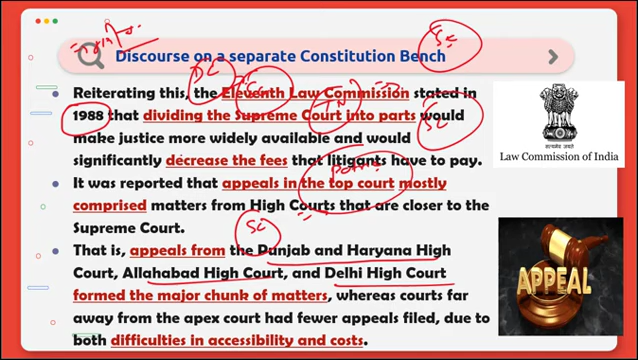 Discourse on a separate Constitution Bench
SC
DC
SC
Reiterating this, the Eleventh Law Commission stated in
1988 that dividing the Supreme Court into parts would
SC
make justice more widely available and would
significantly decrease the fees that litigants have to pay.
It was reported that appeals in the top court mostly
comprised matters from High Courts that are closer to the
Supreme Court.
SC
That is, appeals from the Punjab and Haryana High
Court, Allahabad High Court, and Delhi High Court
formed the major chunk of matters, whereas courts far
away from the apex court had fewer appeals filed, due to
both difficulties in accessibility and costs.
सत्यमेव जयते
Law Commission of India
APPEAL